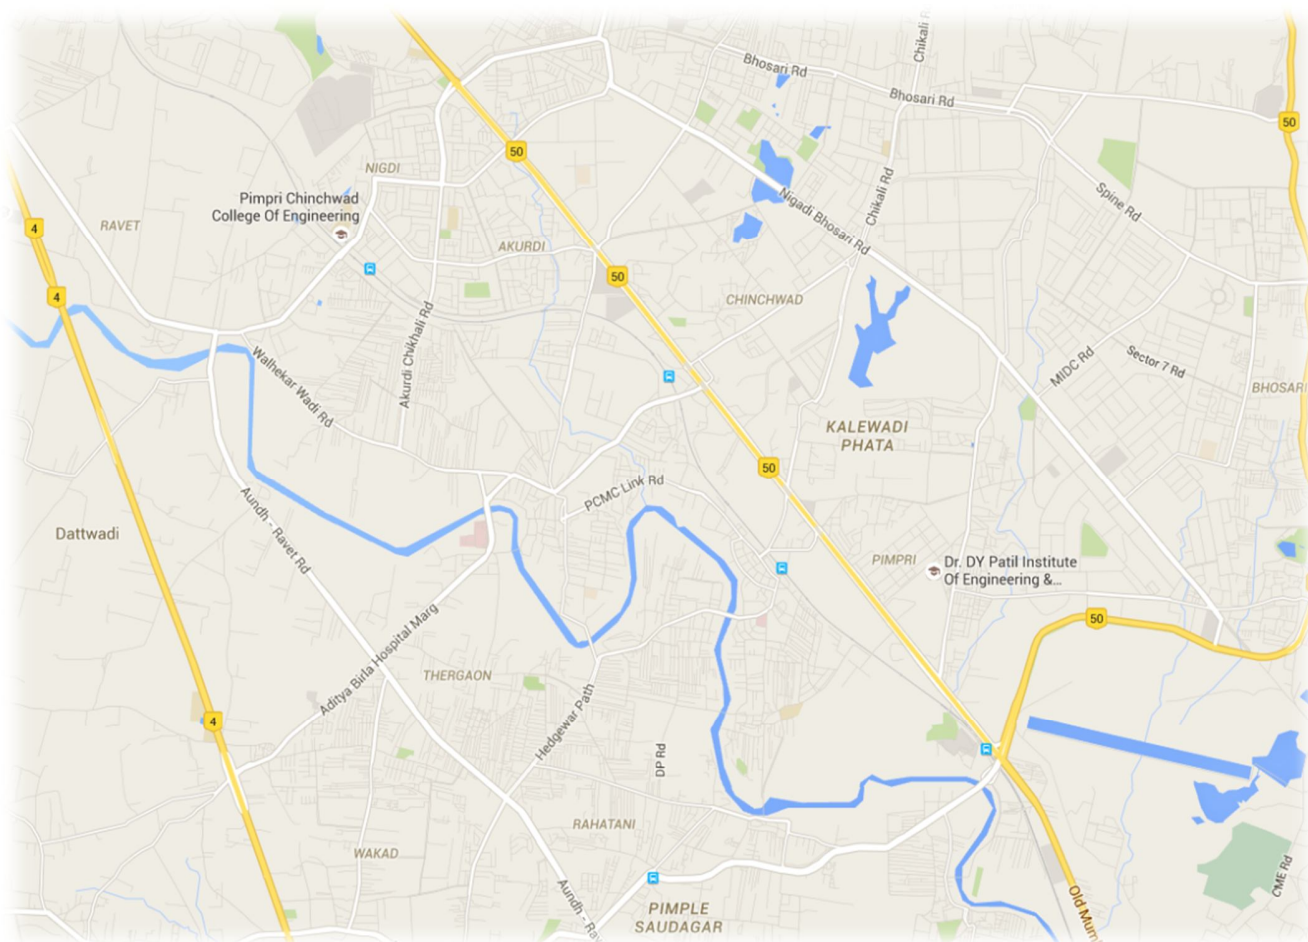 Bhosari Rd
Chikali R
Bhosari Rd
50
50
NIGDI
Pimpri Chinchwad
College Of Engineering
Chikali Rd
Spine Rd
Nigadi Bhosari Rd
4
RAVET
AKURDI
50
4
CHINCHWAD
Akurdi Chikhali Rd
Walhekar Wadi Rd
MIDC Rd
Sector 7 Rd
BHOSARI
KALEWADI
PHATA
50
PCMC Link Rd
Aundh - Ravet Rd
Dattwadi
PIMPRI
Dr. DY Patil Institute
Of Engineering &...
50
Aditya Birla Hospital Marg
THERGAON
Hedgewar Path
4
DP Rd
RAHATANI
WAKAD
CME Rd
Aundh - Rav
PIMPLE
SAUDAGAR
Old Mum